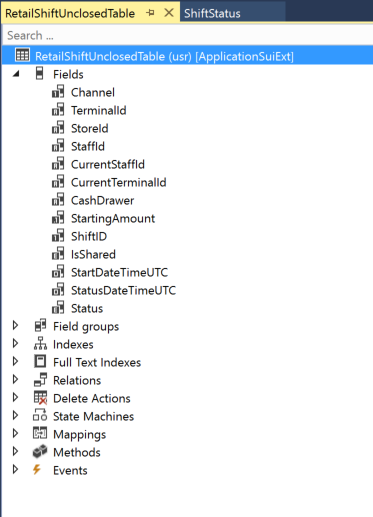 RetailShiftUnclosedTable ShiftStatus
Search ...
RetailShiftUnclosedTable (usr) [ApplicationSuiExt]
Fields
Channel
TerminalId
StoreId
StaffId
CurrentStaffId
CurrentTerminalId
CashDrawer
StartingAmount
ShiftID
IsShared
StartDateTimeUTC
StatusDateTimeUTC
Status
Field groups
Indexes
Full Text Indexes
Relations
Delete Actions
State Machines
Mappings
Methods
Events